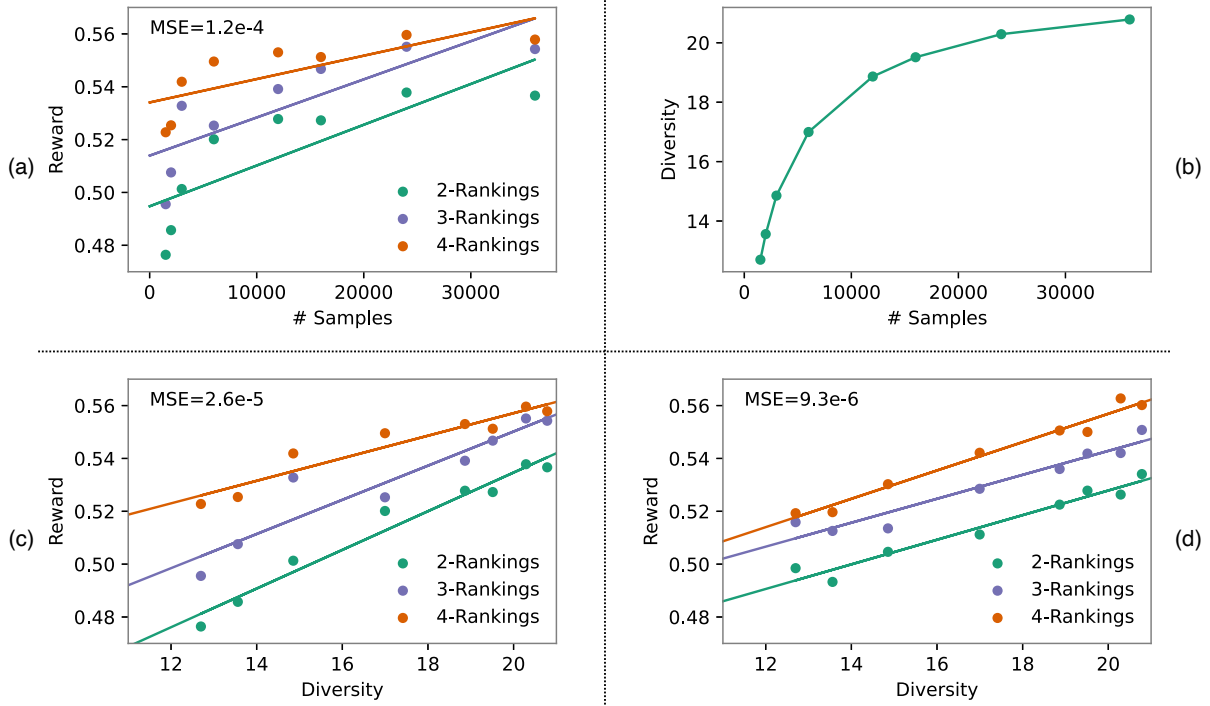 (a)
MSE=1.2e-4
Reward
0.56
0.54
0.52
0.50
0.48
2-Rankings
3-Rankings
4-Rankings
0 10000 20000 30000
# Samples
(b)
Diversity
20
18
16
14
0 10000 20000 30000
# Samples
(c)
MSE=2.6e-5
Reward
0.56
0.54
0.52
0.50
0.48
2-Rankings
3-Rankings
4-Rankings
12 14 16 18 20
Diversity
(d)
MSE=9.3e-6
Reward
0.56
0.54
0.52
0.50
0.48
2-Rankings
3-Rankings
4-Rankings
12 14 16 18 20
Diversity